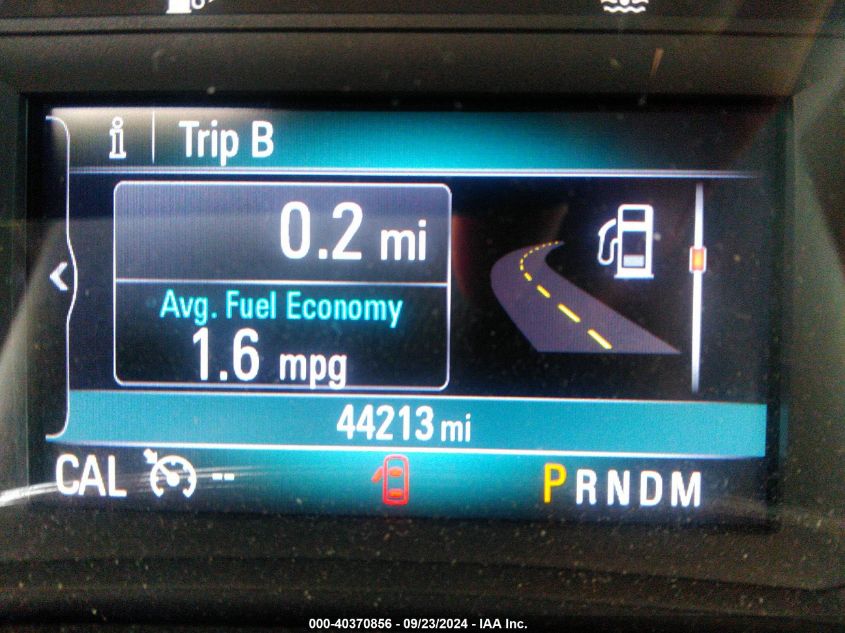 i Trip B
0.2 mi
Avg. Fuel Economy
1.6 mpg
44213 mi
CAL -- PRNDM
000-40370856 - 09/23/2024 - IAA Inc.